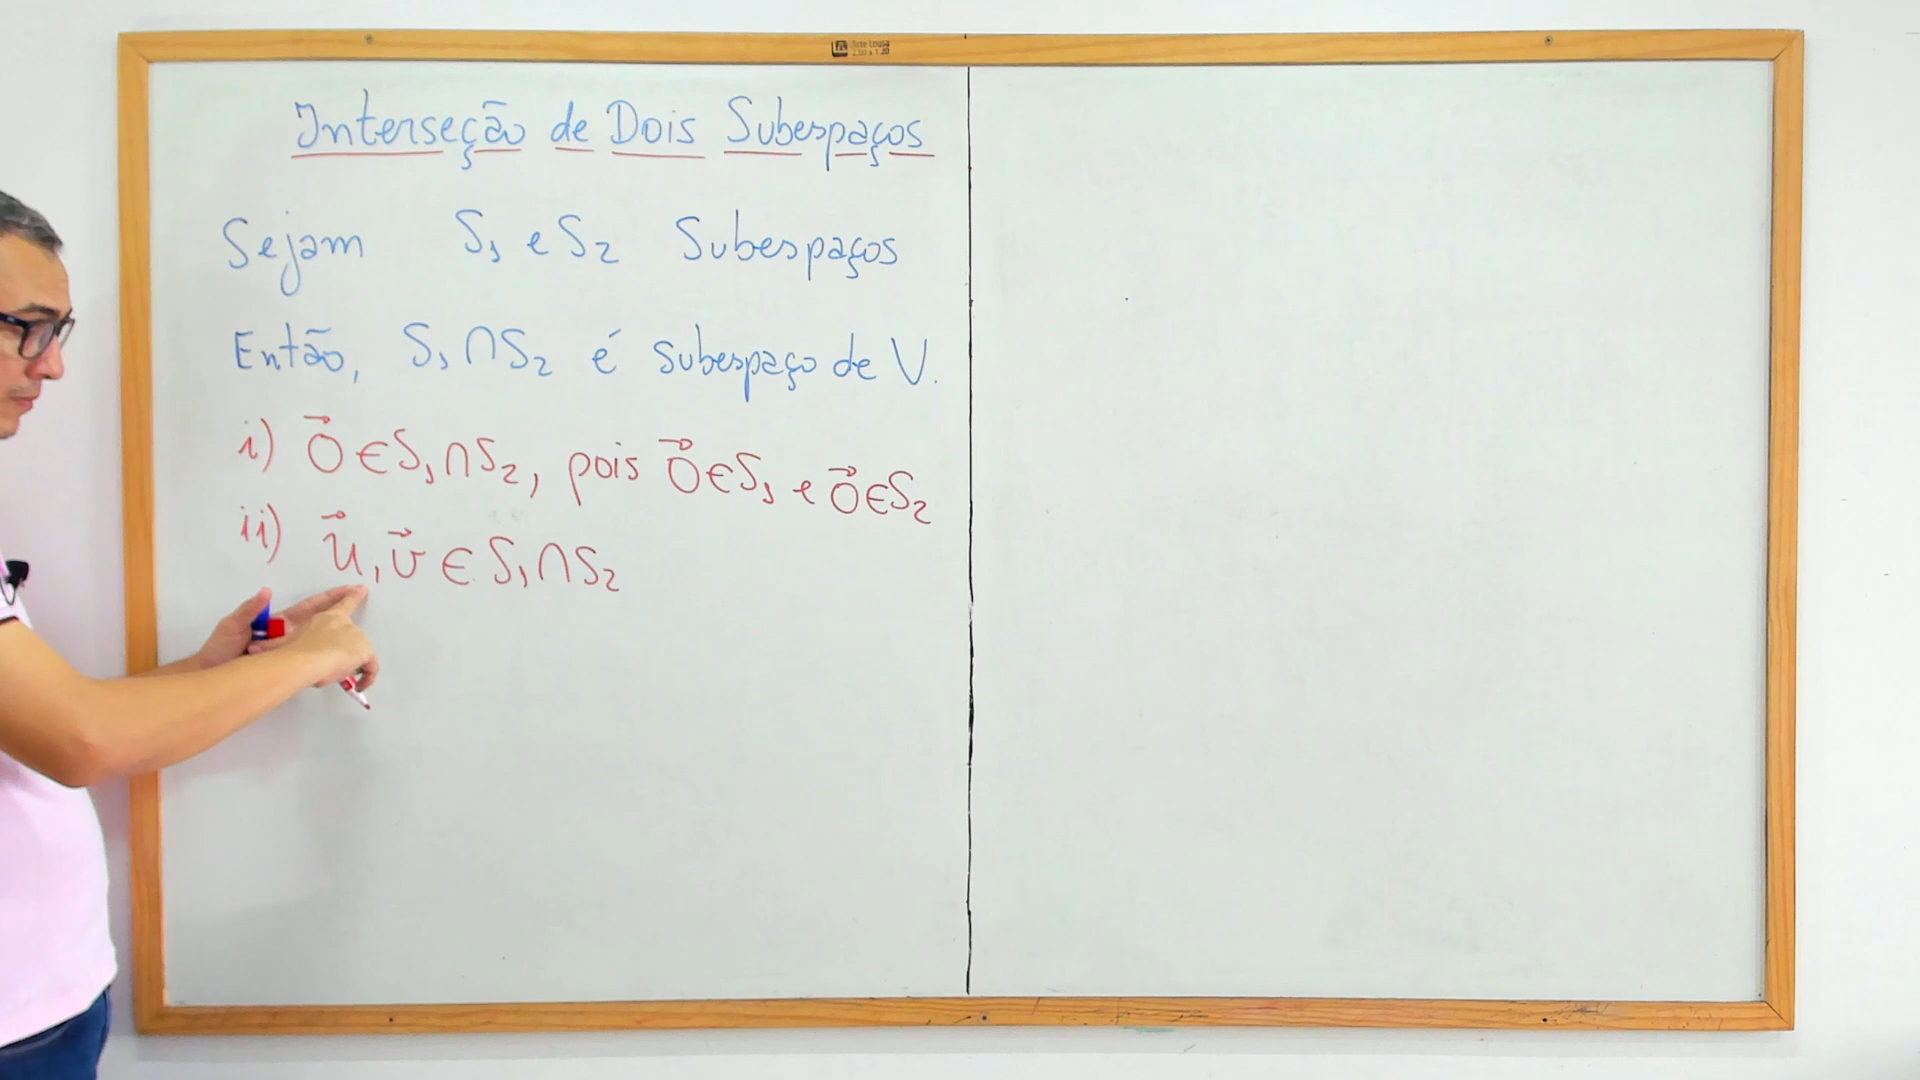 Interseção de Dois Subespaços
Sejam S₁ e S₂ Subespaços
Então, S₁ ∩ S₂ é subespaço de V.
i) 0⃗ ∈ S₁ ∩ S₂, pois 0⃗ ∈ S₁ e 0⃗ ∈ S₂
ii) u⃗, v⃗ ∈ S₁ ∩ S₂